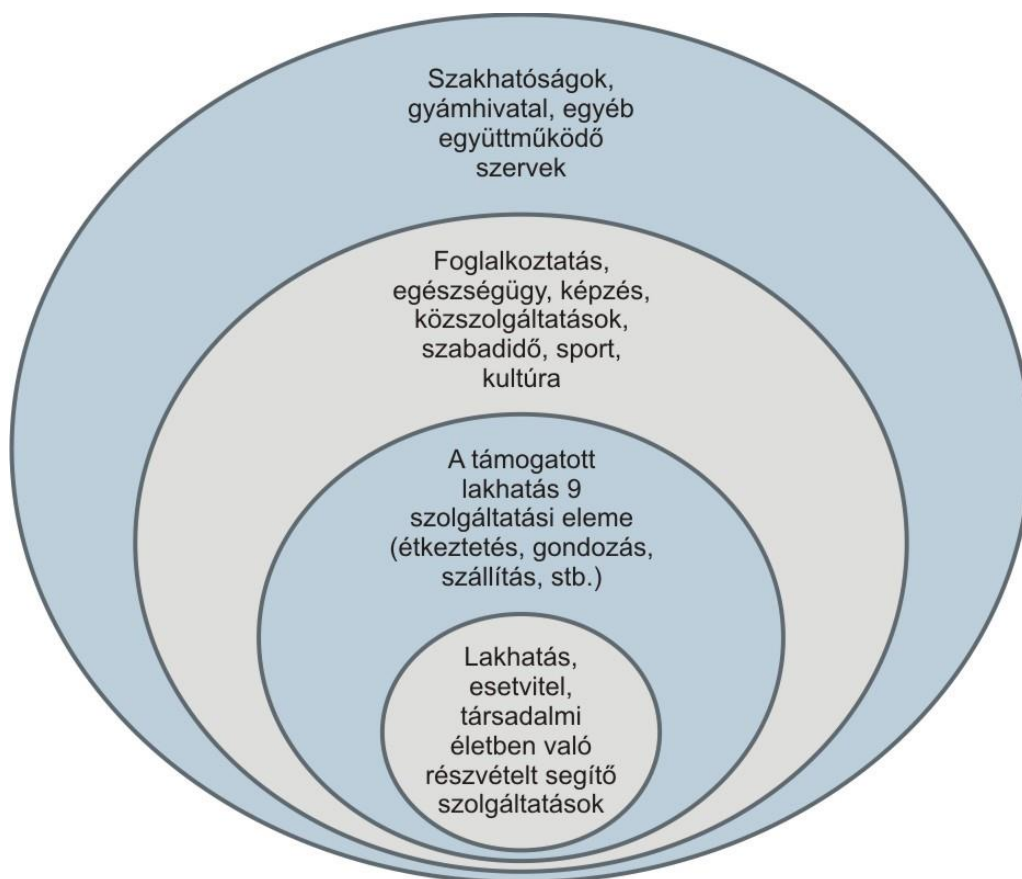 Szakhatóságok,
gyámhivatal, egyéb
együttműködő
szervek
Foglalkoztatás,
egészségügy, képzés,
közszolgáltatások,
szabadidő, sport,
kultúra
A támogatott
lakhatás 9
szolgáltatási eleme
(étkeztetés, gondozás,
szállítás, stb.)
Lakhatás,
esetvitel,
társadalmi
életben való
részvételt segítő
szolgáltatások